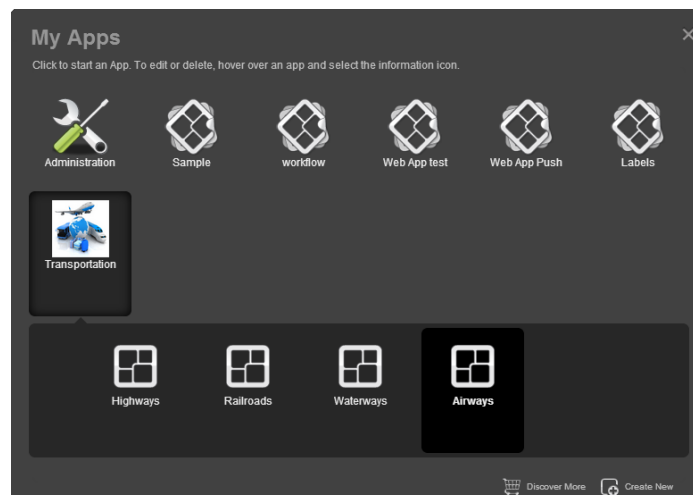 My Apps
Click to start an App. To edit or delete, hover over an app and select the information icon.
Administration
Sample
workflow
Web App test
Web App Push
Labels
Transportation
Highways
Railroads
Waterways
Airways
Discover More
Create New